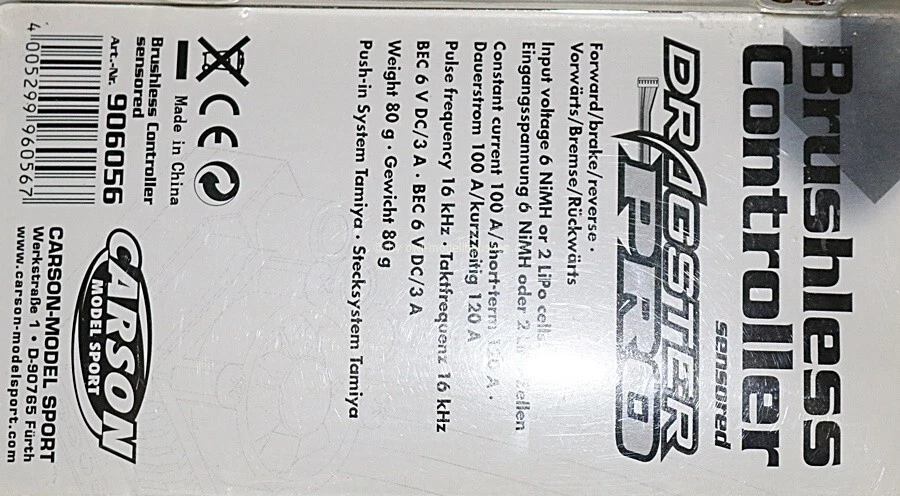 Brushless
Controller
sensored
DRAGSTER
PRO
Forward/brake/reverse ·
Vorwärts/Bremse/Rückwärts
Input voltage 6 NiMH or 2 LiPo cells
Eingangsspannung 6 NiMH oder 2
Constant current 100 A/short-term 120 A ·
Dauerstrom 100 A/kurzzeitig 120 A
Pulse frequency 16 kHz · Taktfrequenz 16 kHz
BEC 6 V DC/3 A · BEC 6 V DC/3 A
Weight 80 g · Gewicht 80 g
Push-in System Tamiya · Stecksystem Tamiya
CE
Made in China
Brushless Controller
sensored
Art.-Nr. 906056
4 005299 960567
CARSON
MODEL SPORT
CARSON-MODEL SPORT
Werkstraße 1 · D-90765 Fürth
www.carson-modelsport.com